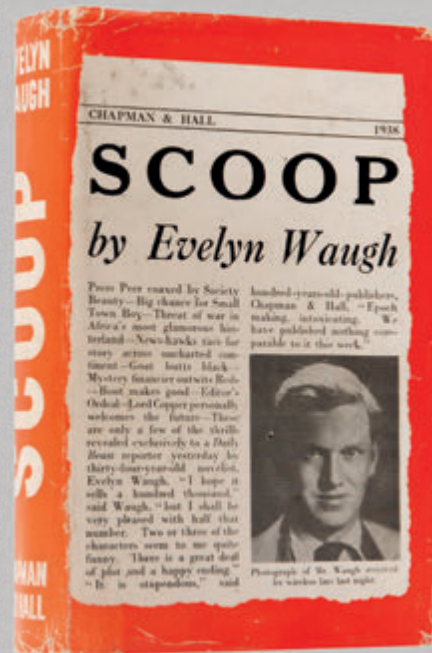 EVELYN
WAUGH
SCOOP
CHAPMAN
& HALL
CHAPMAN & HALL 1938
SCOOP
by Evelyn Waugh
Press Peer coaxed by Society
Beauty—Big chance for Small
Town Boy—Threat of war in
Africa's most glamorous hin-
terland—News-hawks race for
story across uncharted con-
tinent—Goat butts black—
Mystery financier outwits Reds
—Boot makes good—Editor's
Ordeal—Lord Copper personally
welcomes the future—These
are only a few of the thrills
revealed exclusively to a Daily
Beast reporter yesterday by
thirty-four-year-old novelist,
Evelyn Waugh. "I hope it
sells a hundred thousand,"
said Waugh, "but I shall be
very pleased with half that
number. Two or three of the
characters seem to me quite
funny. There is a great deal
of plot and a happy ending."
"It is stupendous," said
hundred-years-old-publishers,
Chapman & Hall. "Epoch
making, intoxicating. We
have published nothing com-
parable to it this week."
Photograph of Mr. Waugh received
by wireless late last night.